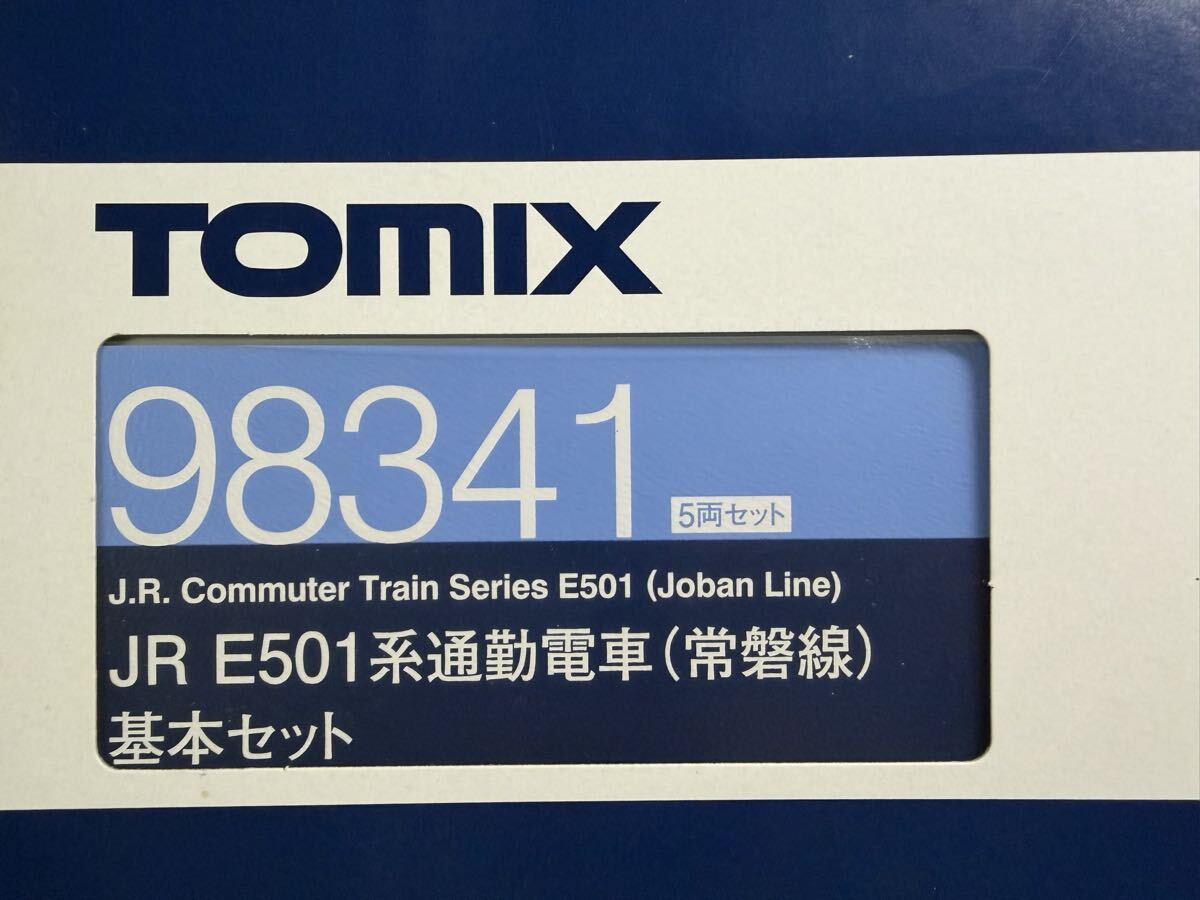 TOMIX
98341 5両セット
J.R. Commuter Train Series E501 (Joban Line)
JR E501系通勤電車（常磐線）
基本セット